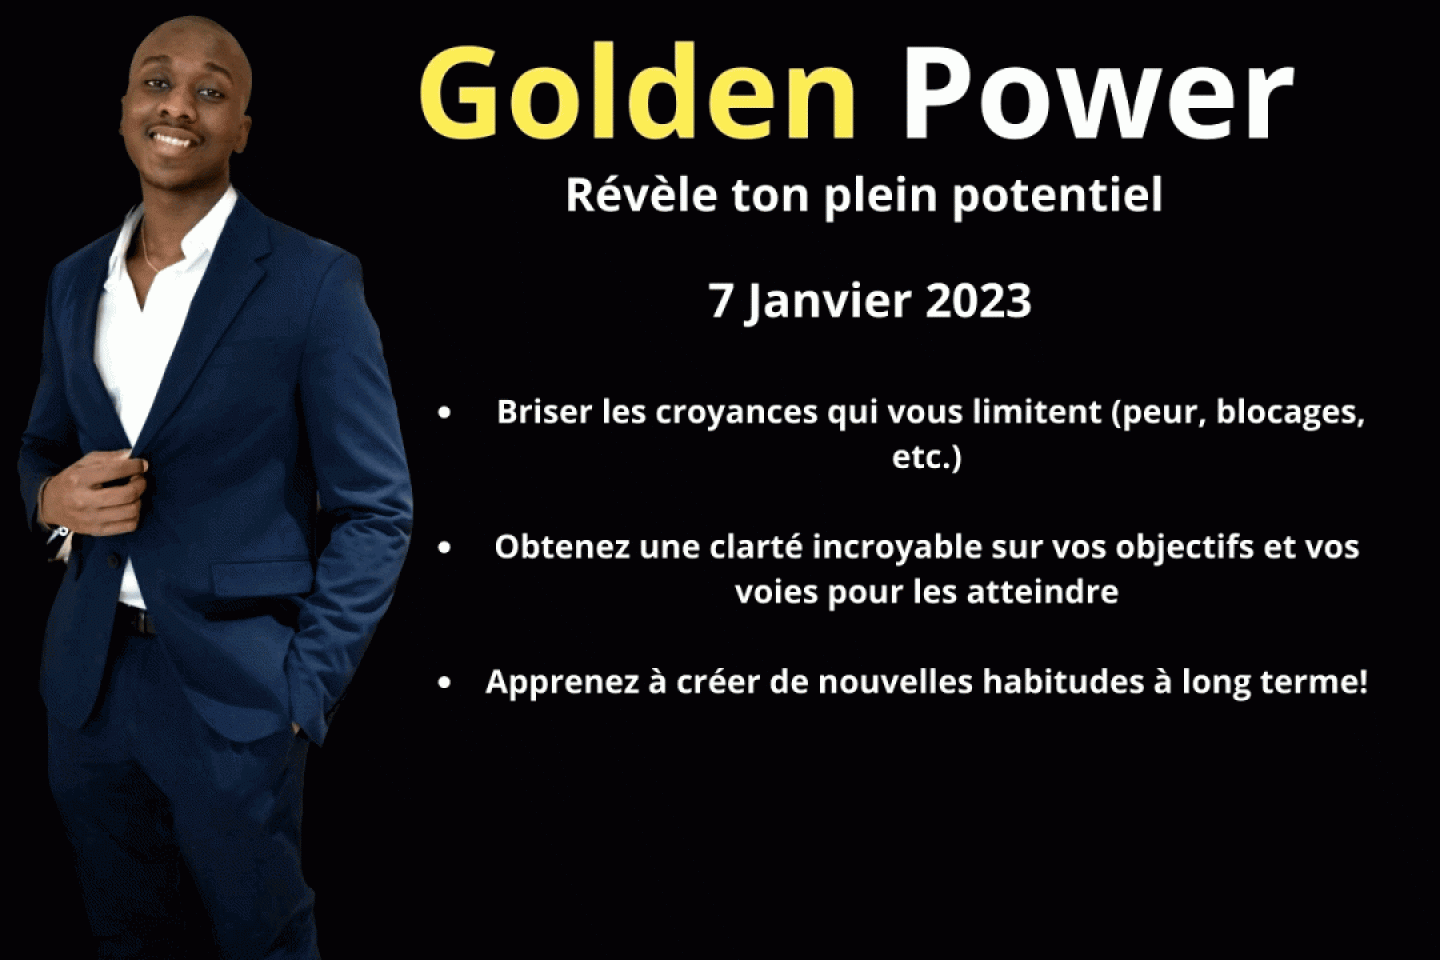 Golden Power
Révèle ton plein potentiel
7 Janvier 2023
• Briser les croyances qui vous limitent (peur, blocages,
etc.)
• Obtenez une clarté incroyable sur vos objectifs et vos
voies pour les atteindre
• Apprenez à créer de nouvelles habitudes à long terme!